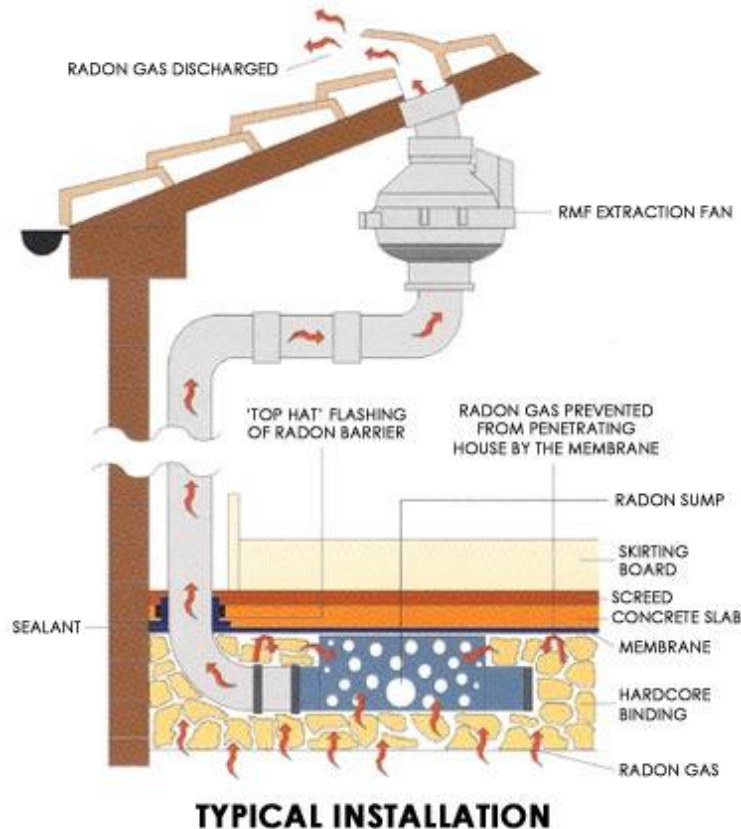 RADON GAS DISCHARGED
RMF EXTRACTION FAN
'TOP HAT' FLASHING
OF RADON BARRIER
RADON GAS PREVENTED
FROM PENETRATING
HOUSE BY THE MEMBRANE
RADON SUMP
SKIRTING
BOARD
SCREED
CONCRETE SLAB
SEALANT
MEMBRANE
HARDCORE
BINDING
RADON GAS
TYPICAL INSTALLATION